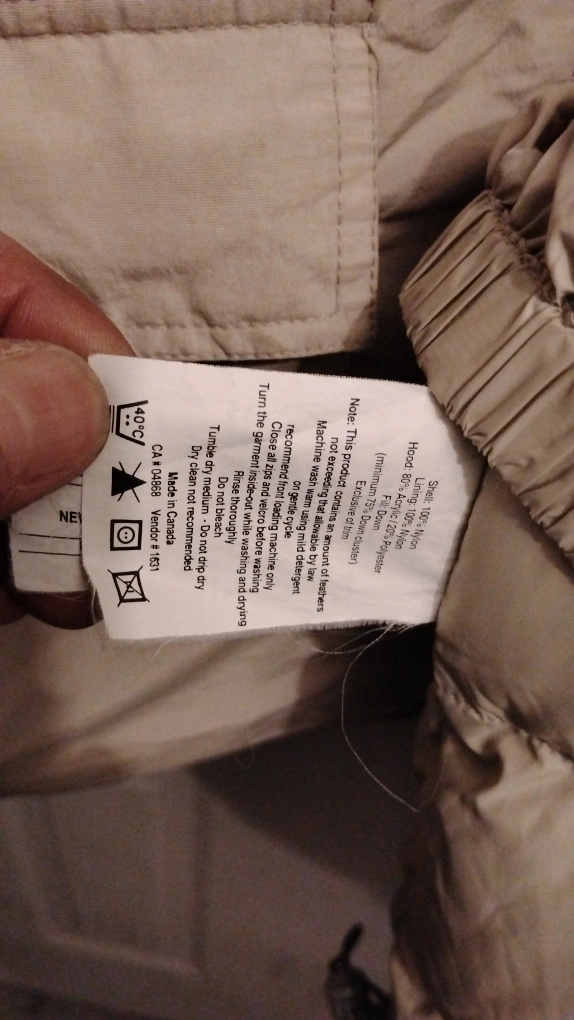 Shell: 100% Nylon
Lining: 100% Nylon
Hood: 80% Acrylic/20% Polyester
Fill: Down
(minimum 75% Down cluster)
Exclusive of trim
Note: This product contains an amount of feathers
not exceeding that allowable by law
Machine wash warm using mild detergent
on gentle cycle
recommend front loading machine only
Close all zips and velcro before washing
Turn the garment inside-out while washing and drying
Rinse thoroughly
Do not bleach
Tumble dry medium - Do not drip dry
Dry clean not recommended
Made in Canada
CA # 04868 Vendor # 1631
40°C